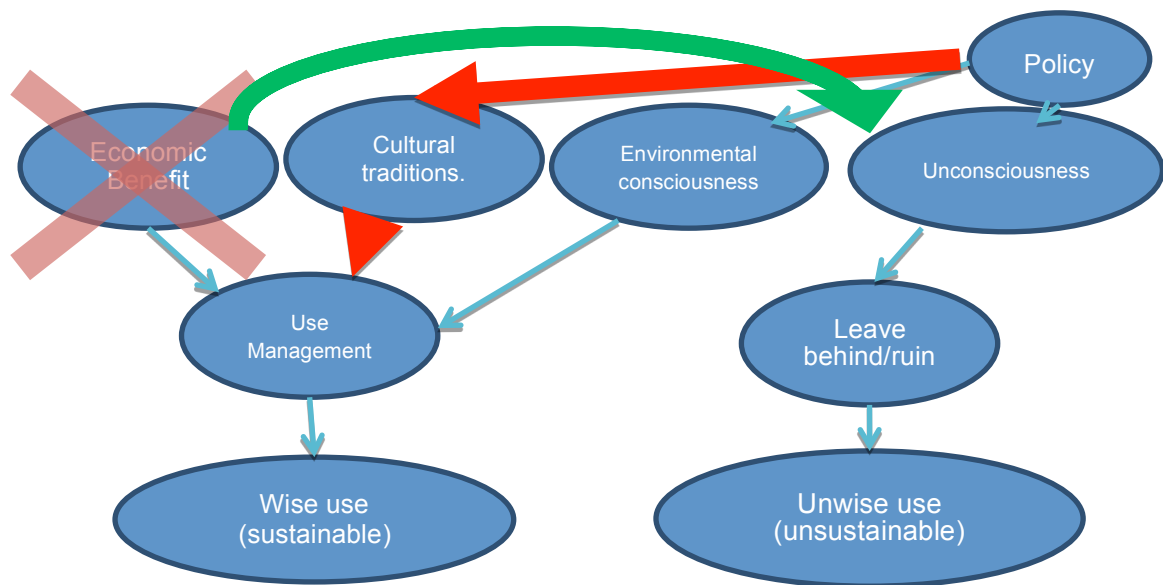 Policy
Economic
Benefit
Cultural
traditions.
Environmental
consciousness
Unconsciousness
Use
Management
Leave
behind/ruin
Wise use
(sustainable)
Unwise use
(unsustainable)